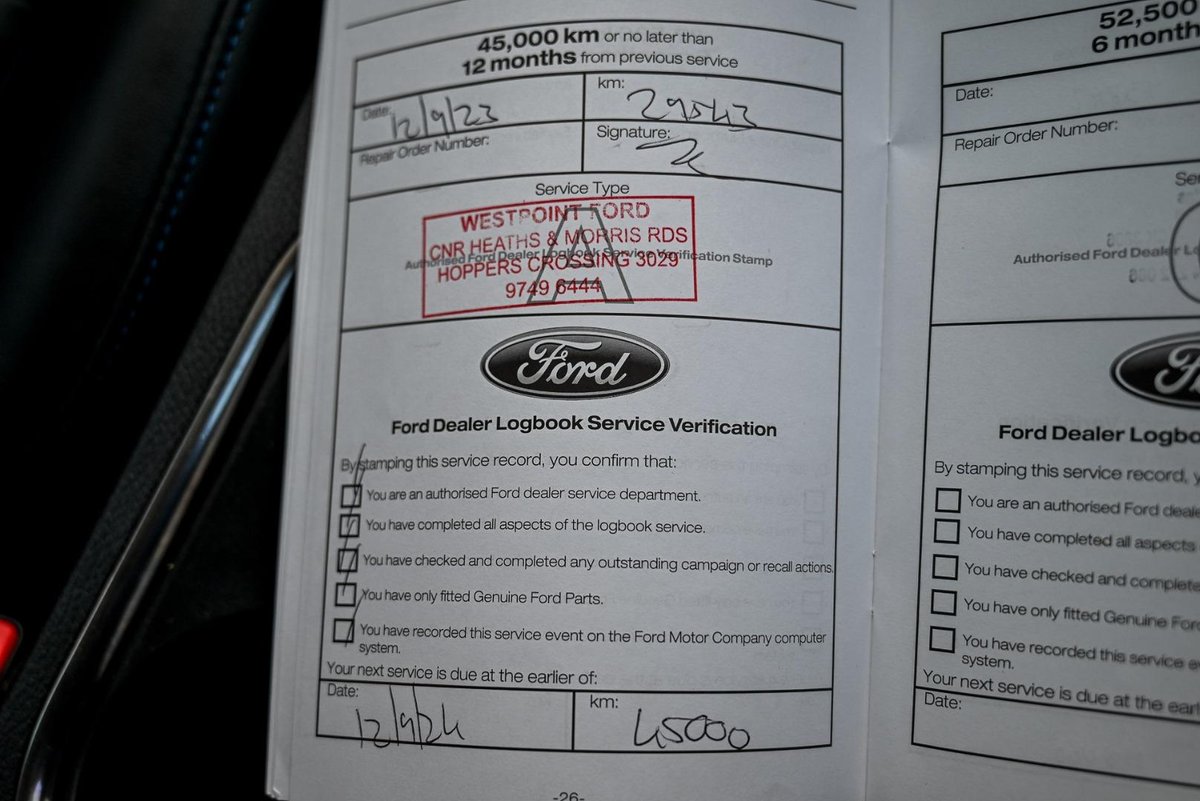 45,000 km or no later than
12 months from previous service
Date: 12/9/23
km: 29543
Repair Order Number:
Signature:
Service Type
A
WESTPOINT FORD
CNR HEATHS & MORRIS RDS
Authorised Ford Dealer Logbook Service Verification Stamp
HOPPERS CROSSING 3029
9749 6444
Ford
Ford Dealer Logbook Service Verification
By stamping this service record, you confirm that:
You are an authorised Ford dealer service department.
You have completed all aspects of the logbook service.
You have checked and completed any outstanding campaign or recall actions.
You have only fitted Genuine Ford Parts.
You have recorded this service event on the Ford Motor Company computer
system.
Your next service is due at the earlier of:
Date: 12/9/24
km: 45000
-26-
52,500
6 month
Date:
Repair Order Number:
Se
Authorised Ford Dealer
Ford Dealer Logbo
By stamping this service record, y
You are an authorised Ford deale
You have completed all aspects
You have checked and complete
You have only fitted Genuine For
You have recorded this service e
system.
Your next service is due at the earl
Date: